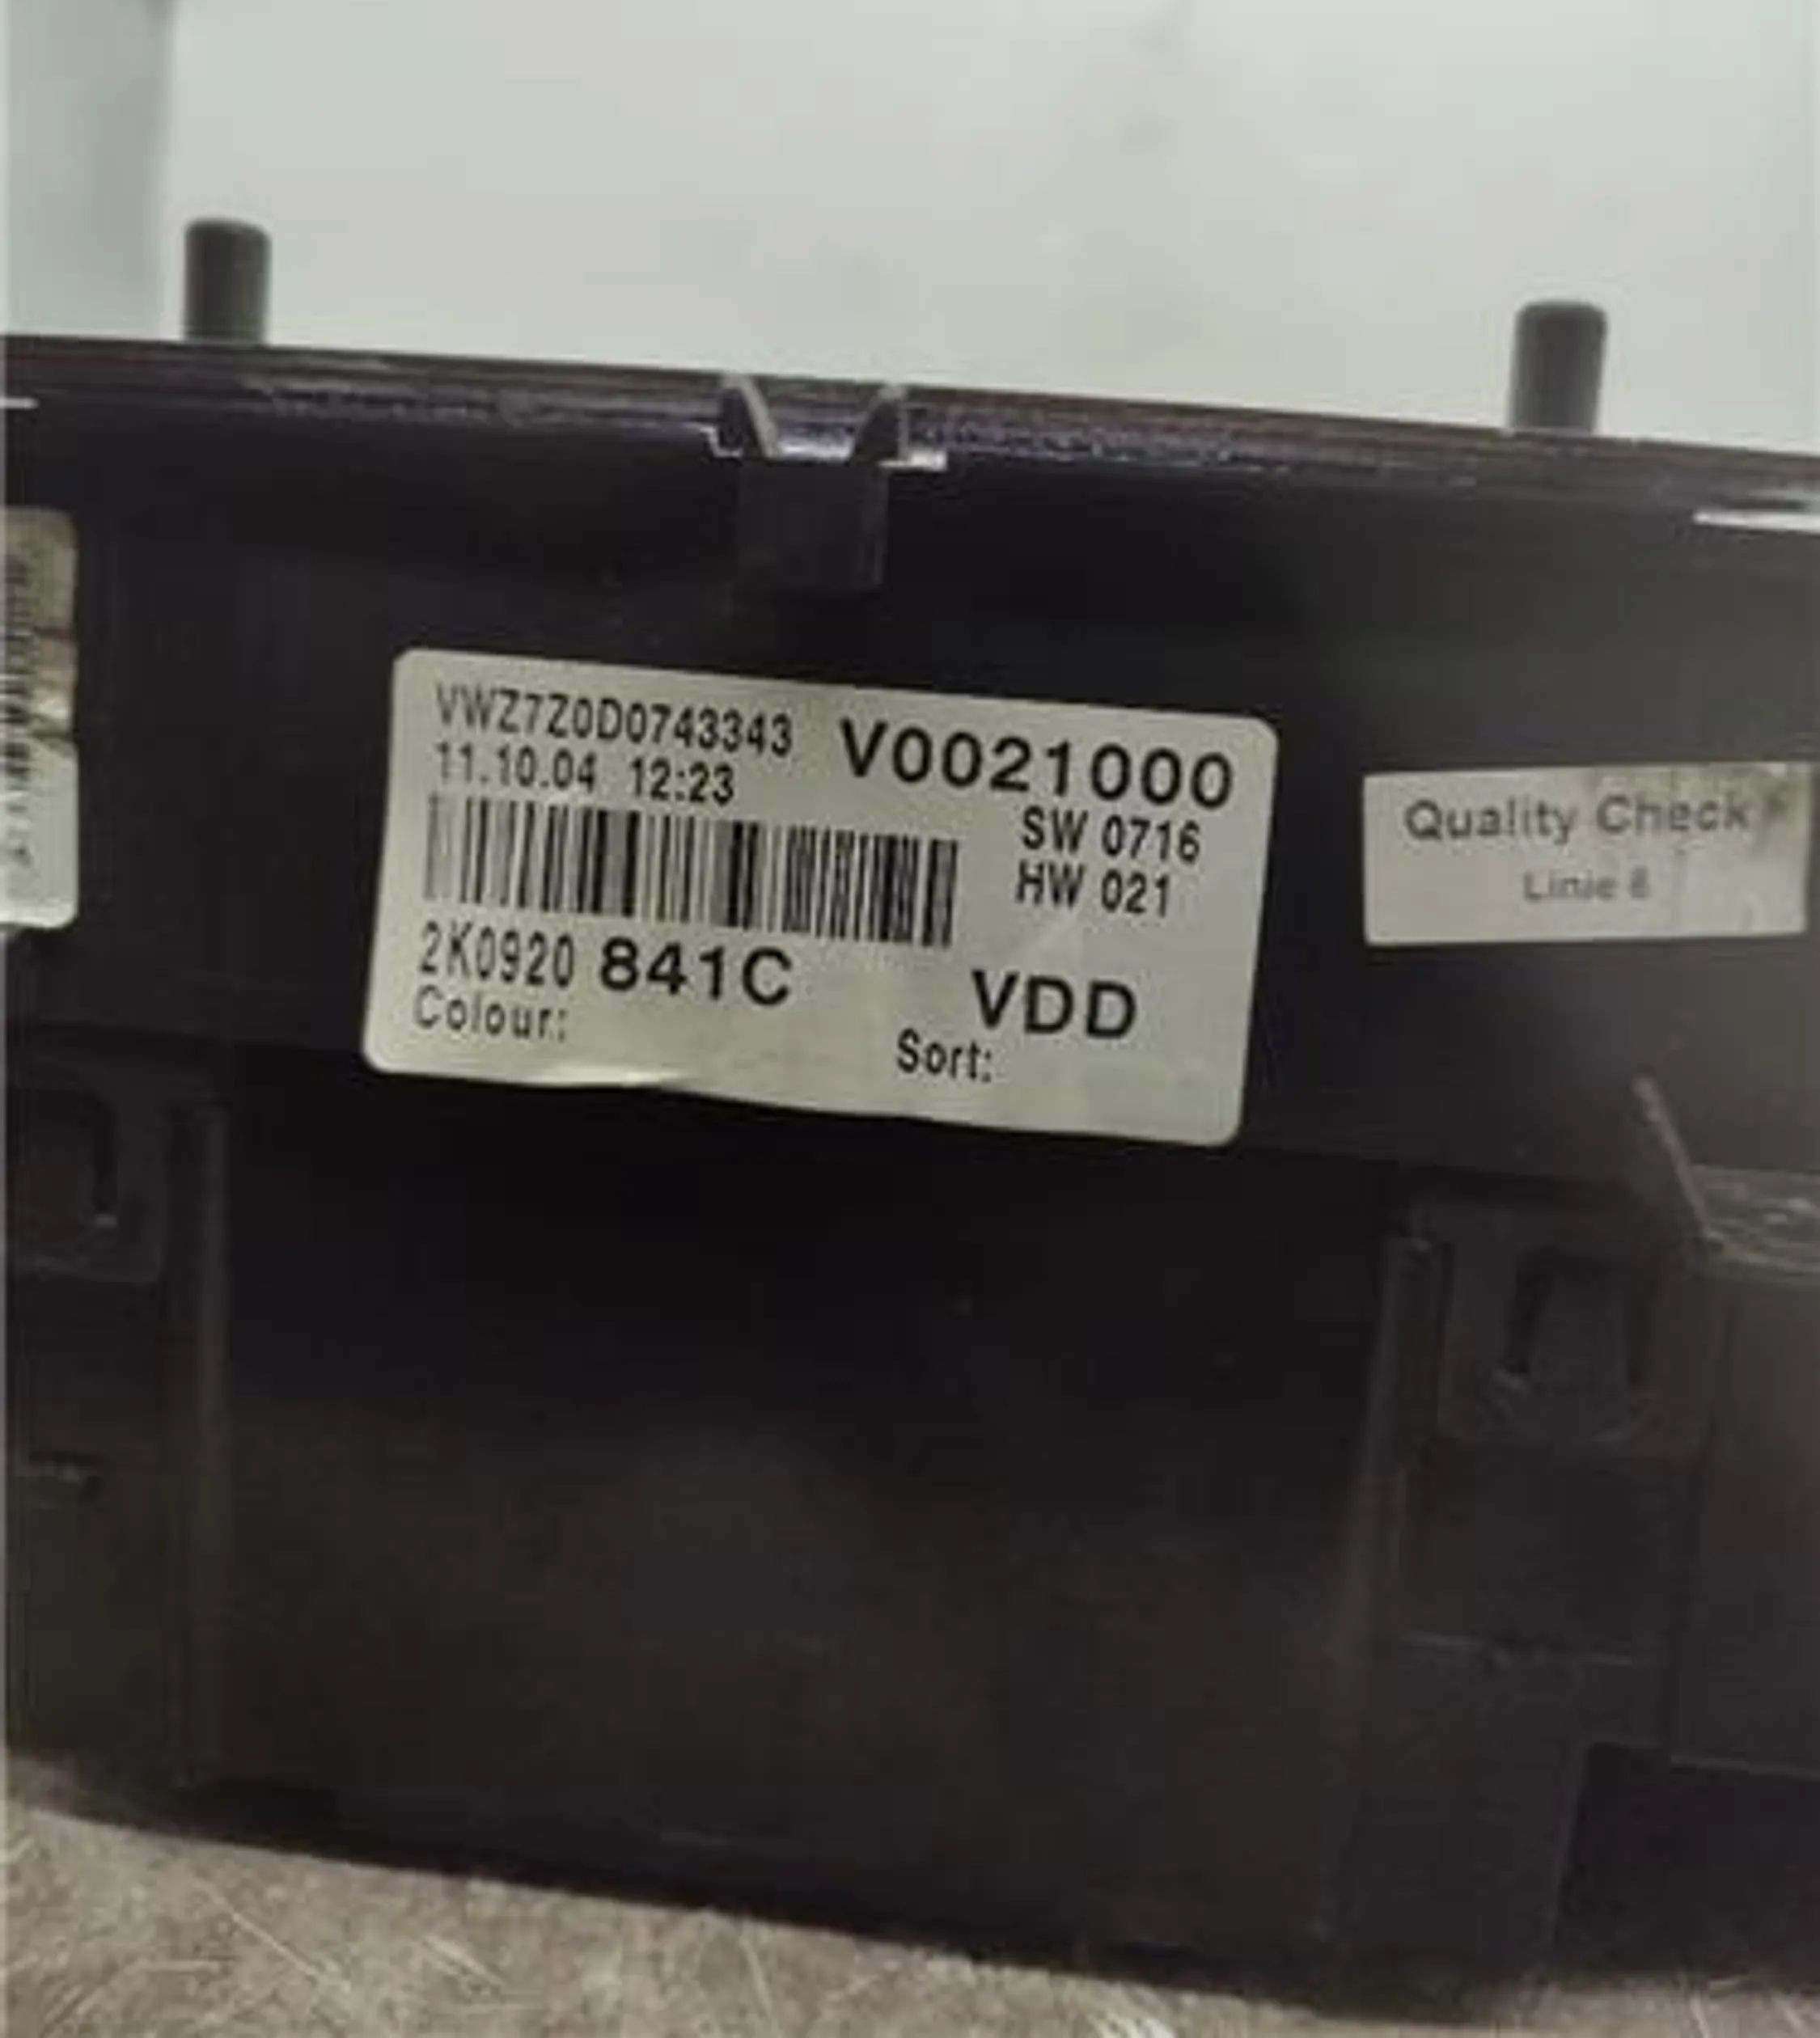 VWZ7Z0D0743343 V0021000
11.10.04 12:23
SW 0716
HW 021
2K0920 841C
VDD
Colour:
Sort:
Quality Check
Linie